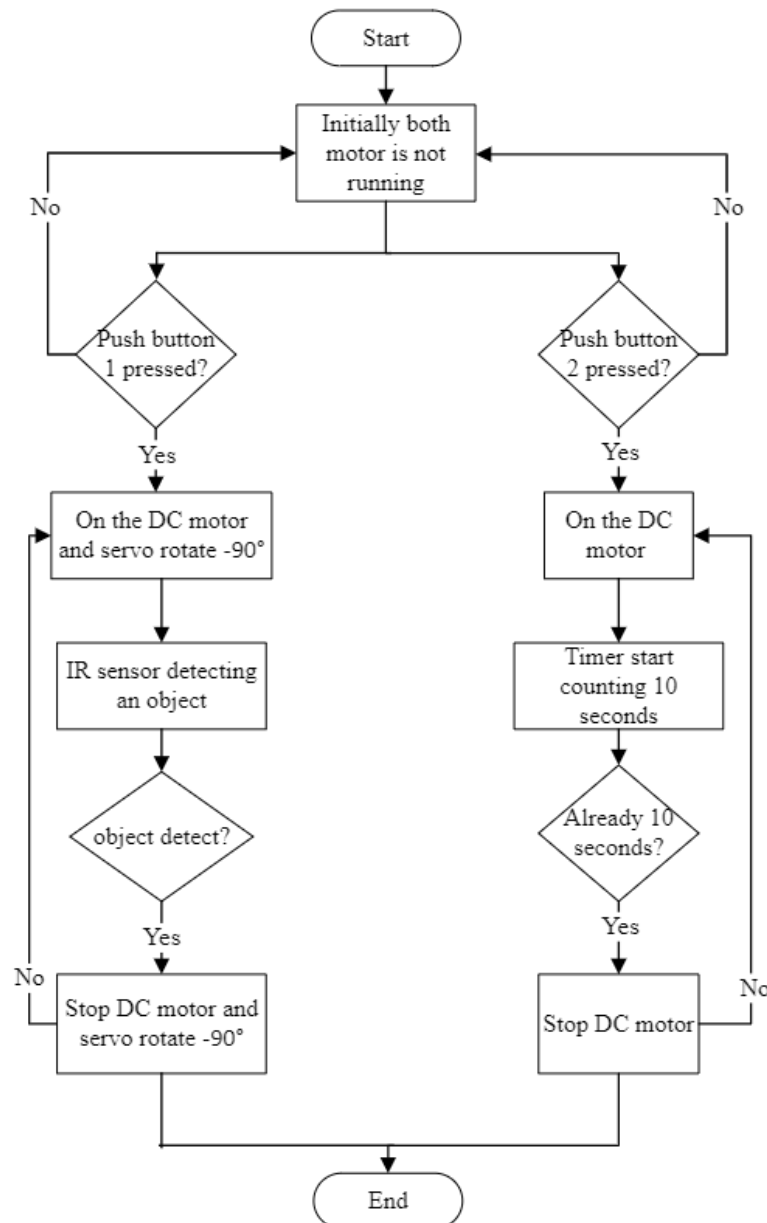 Start
Initially both
motor is not
running
No
No
Push button
1 pressed?
Push button
2 pressed?
Yes
Yes
On the DC motor
and servo rotate -90°
On the DC
motor
IR sensor detecting
an object
Timer start
counting 10
seconds
object detect?
Already 10
seconds?
Yes
Yes
No
No
Stop DC motor and
servo rotate -90°
Stop DC motor
End